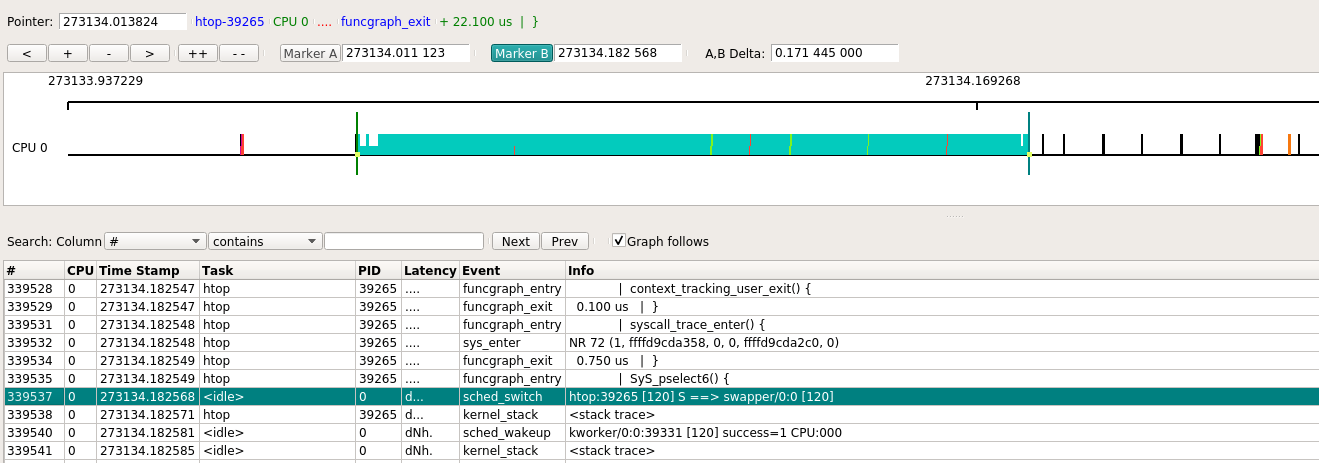 Pointer: 273134.013824 htop-39265 CPU 0 .... funcgraph_exit + 22.100 us | }
< + - > ++ - - Marker A 273134.011 123 Marker B 273134.182 568 A,B Delta: 0.171 445 000
273133.937229 273134.169268
CPU 0
Search: Column # contains Next Prev Graph follows
# CPU Time Stamp Task PID Latency Event Info
339528 0 273134.182547 htop 39265 .... funcgraph_entry | context_tracking_user_exit() {
339529 0 273134.182547 htop 39265 .... funcgraph_exit 0.100 us | }
339531 0 273134.182548 htop 39265 .... funcgraph_entry | syscall_trace_enter() {
339532 0 273134.182548 htop 39265 .... sys_enter NR 72 (1, ffffd9cda358, 0, 0, ffffd9cda2c0, 0)
339534 0 273134.182549 htop 39265 .... funcgraph_exit 0.750 us | }
339535 0 273134.182549 htop 39265 .... funcgraph_entry | SyS_pselect6() {
339537 0 273134.182568 <idle> 0 d... sched_switch htop:39265 [120] S ==> swapper/0:0 [120]
339538 0 273134.182571 htop 39265 d... kernel_stack <stack trace>
339540 0 273134.182581 <idle> 0 dNh. sched_wakeup kworker/0:0:39331 [120] success=1 CPU:000
339541 0 273134.182585 <idle> 0 dNh. kernel_stack <stack trace>